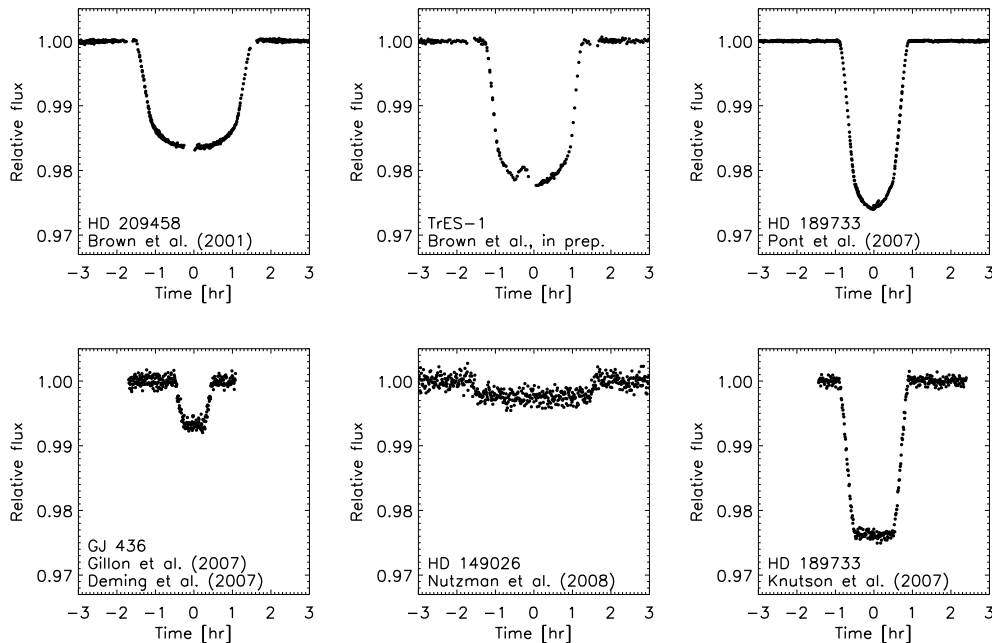 1.00
0.99
0.98
0.97
Relative flux
HD 209458
Brown et al. (2001)
−3 −2 −1 0 1 2 3
Time [hr]
1.00
0.99
0.98
0.97
Relative flux
TrES−1
Brown et al., in prep.
−3 −2 −1 0 1 2 3
Time [hr]
1.00
0.99
0.98
0.97
Relative flux
HD 189733
Pont et al. (2007)
−3 −2 −1 0 1 2 3
Time [hr]
1.00
0.99
0.98
0.97
Relative flux
GJ 436
Gillon et al. (2007)
Deming et al. (2007)
−3 −2 −1 0 1 2 3
Time [hr]
1.00
0.99
0.98
0.97
Relative flux
HD 149026
Nutzman et al. (2008)
−3 −2 −1 0 1 2 3
Time [hr]
1.00
0.99
0.98
0.97
Relative flux
HD 189733
Knutson et al. (2007)
−3 −2 −1 0 1 2 3
Time [hr]